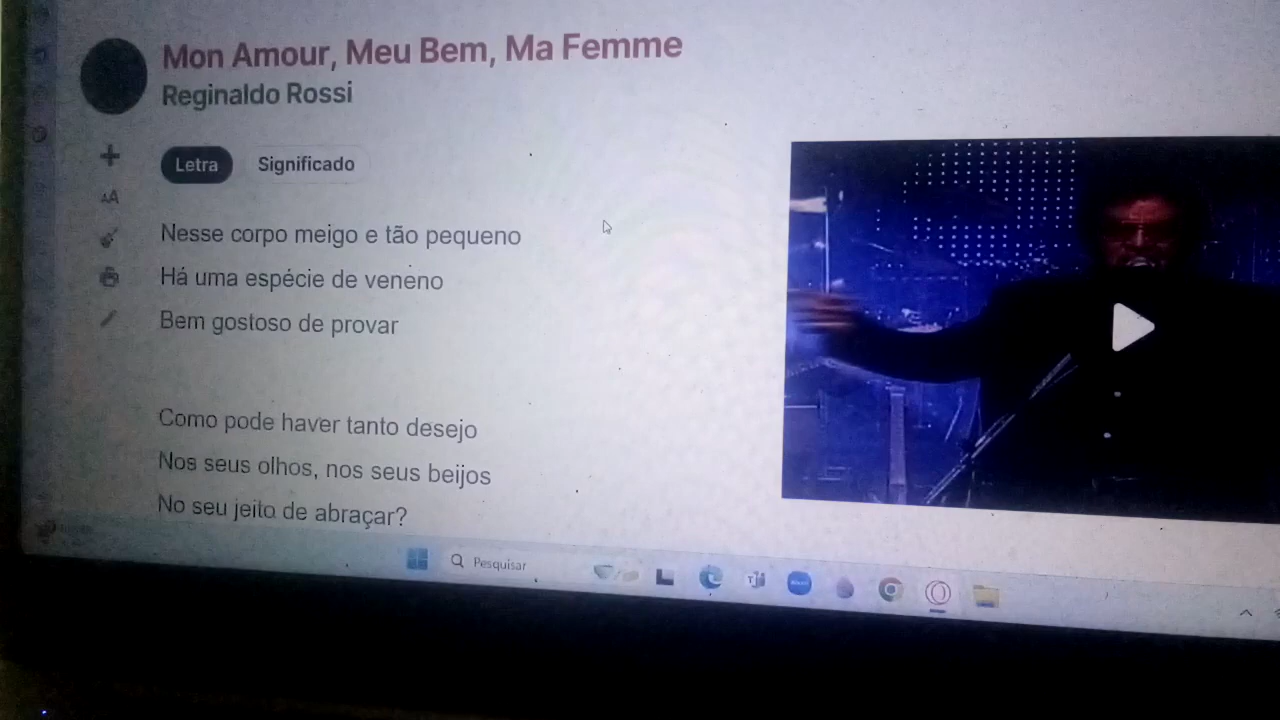 Mon Amour, Meu Bem, Ma Femme
Reginaldo Rossi
Letra
Significado
AA
Nesse corpo meigo e tão pequeno
Há uma espécie de veneno
Bem gostoso de provar
Como pode haver tanto desejo
Nos seus olhos, nos seus beijos
No seu jeito de abraçar?
Pesquisar